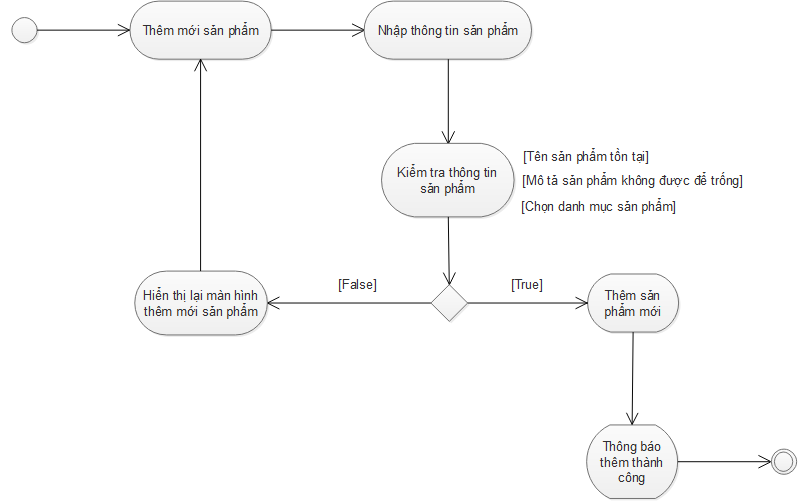 Thêm mới sản phẩm
Nhập thông tin sản phẩm
Kiểm tra thông tin
sản phẩm
[Tên sản phẩm tồn tại]
[Mô tả sản phẩm không được để trống]
[Chọn danh mục sản phẩm]
[False]
[True]
Hiển thị lại màn hình
thêm mới sản phẩm
Thêm sản
phẩm mới
Thông báo
thêm thành
công